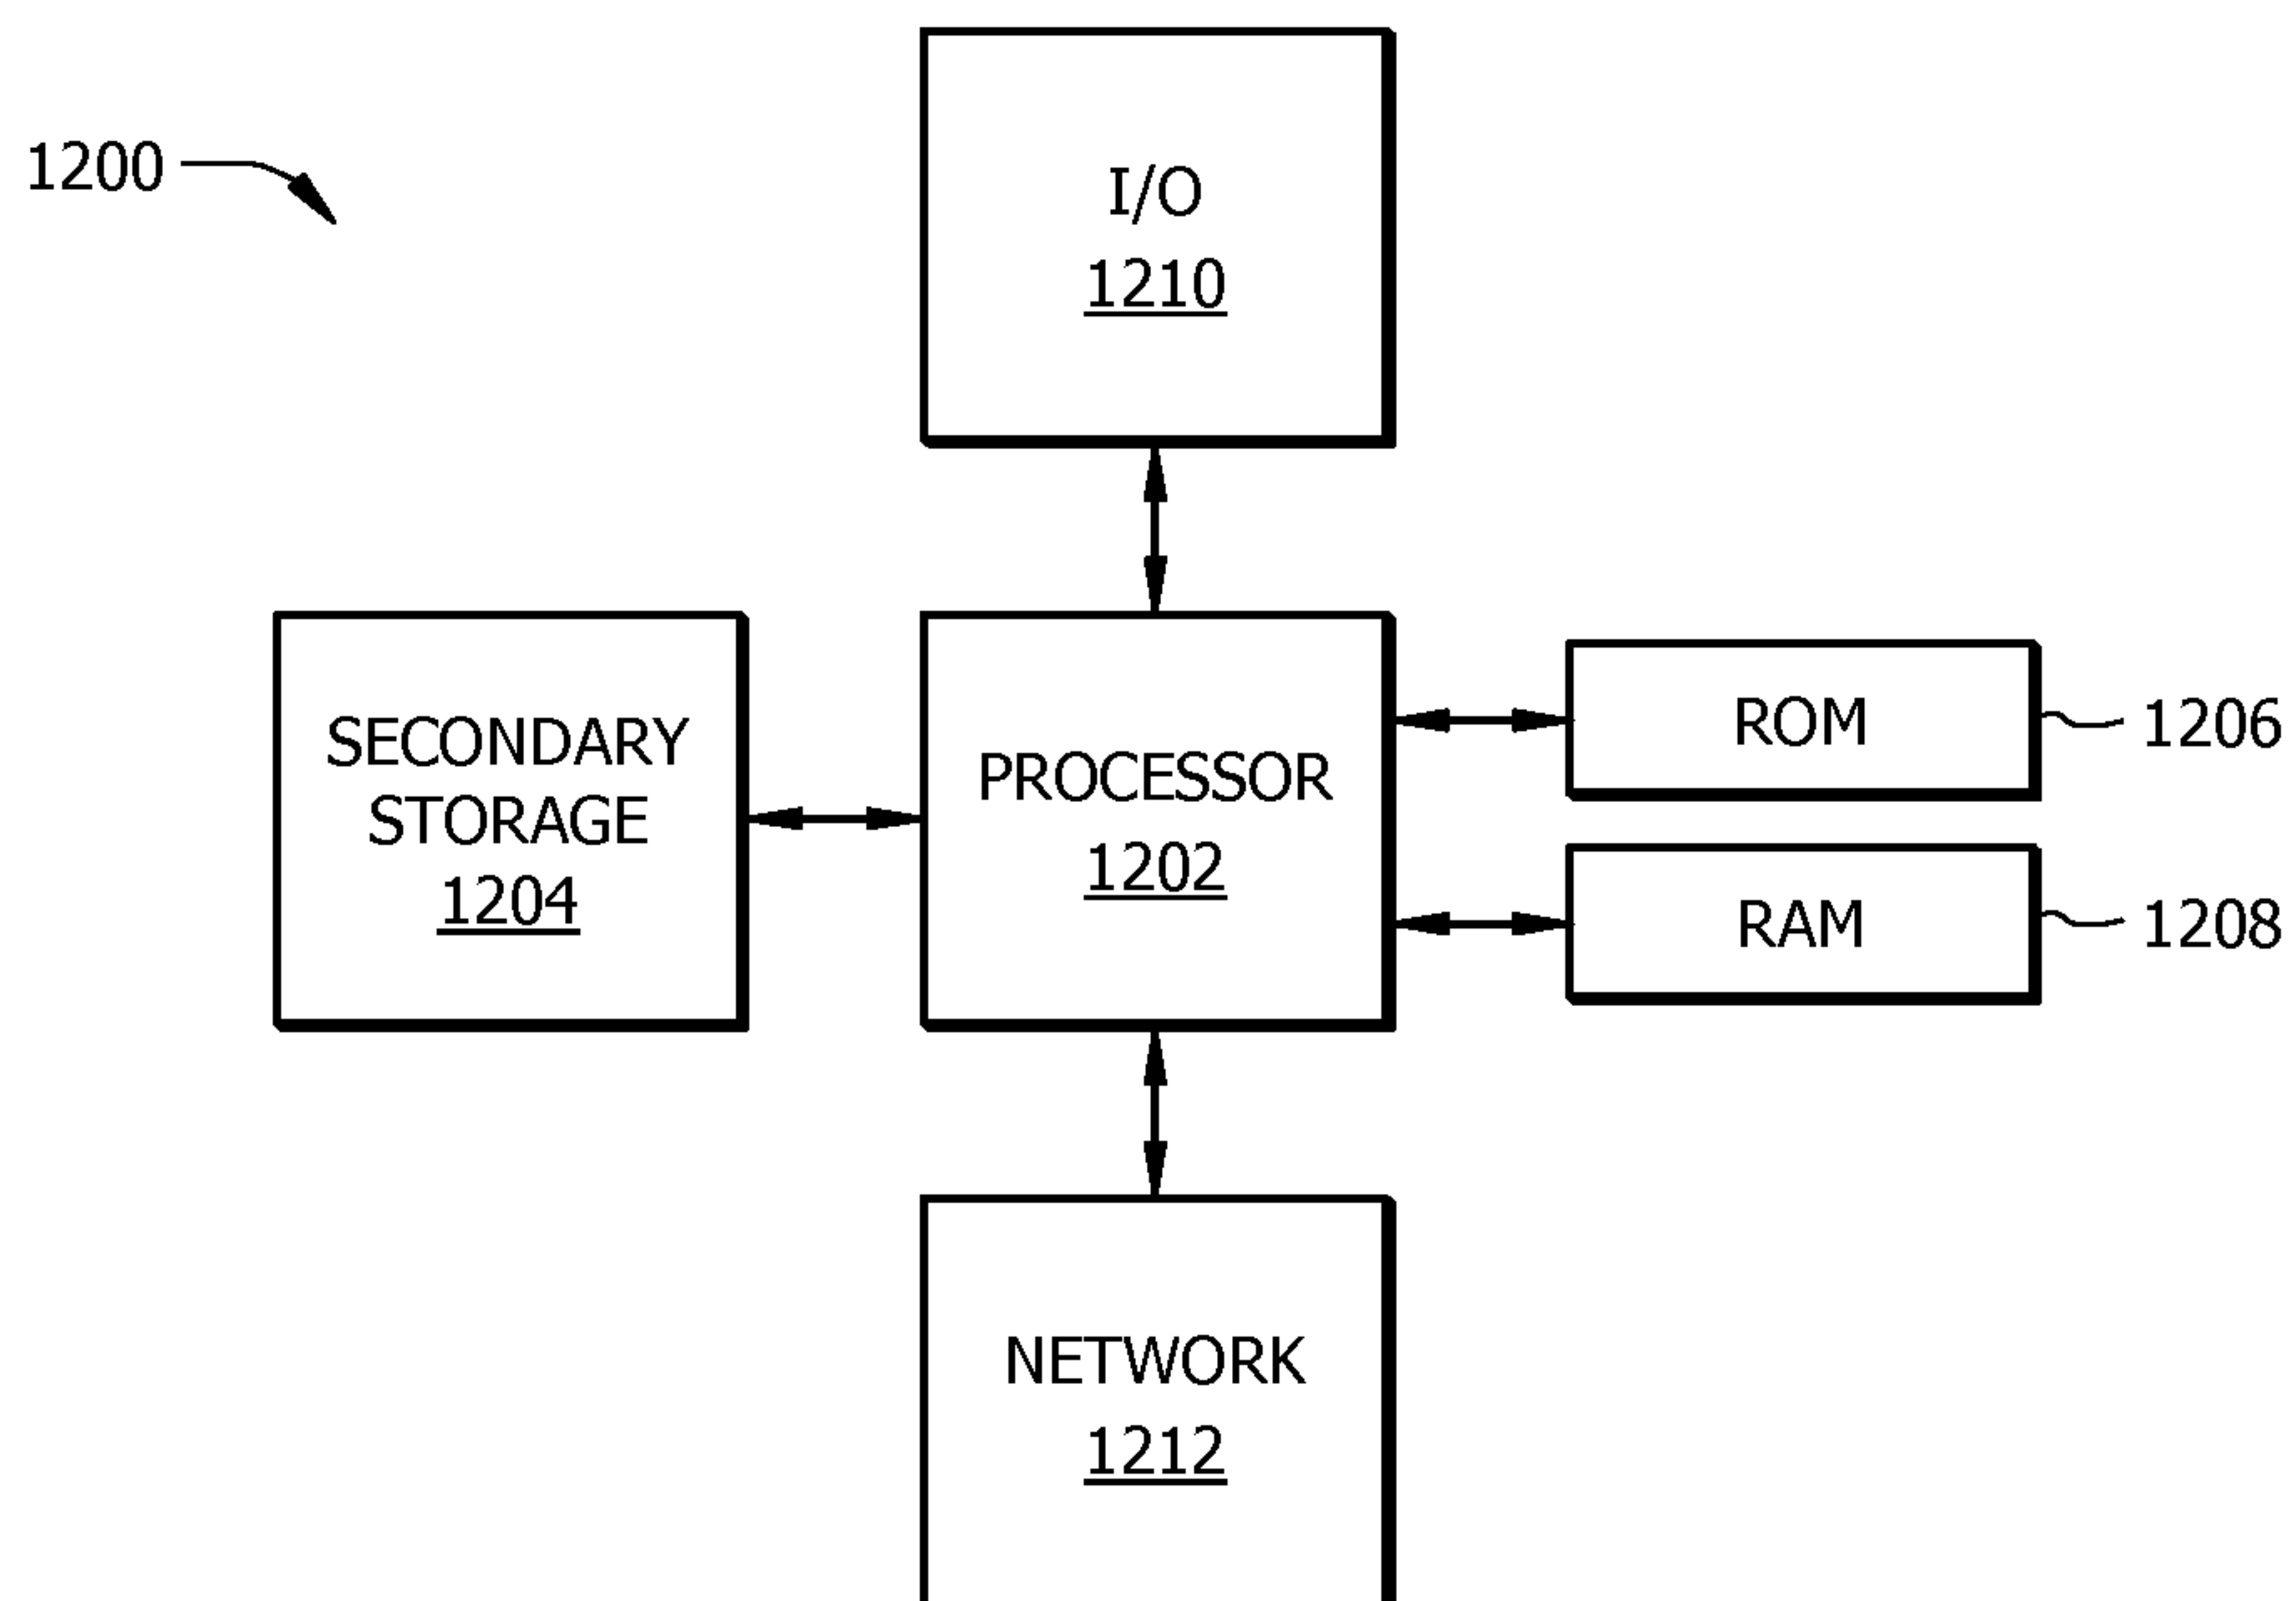 1200
I/O
1210
SECONDARY
STORAGE
1204
PROCESSOR
1202
ROM
1206
RAM
1208
NETWORK
1212